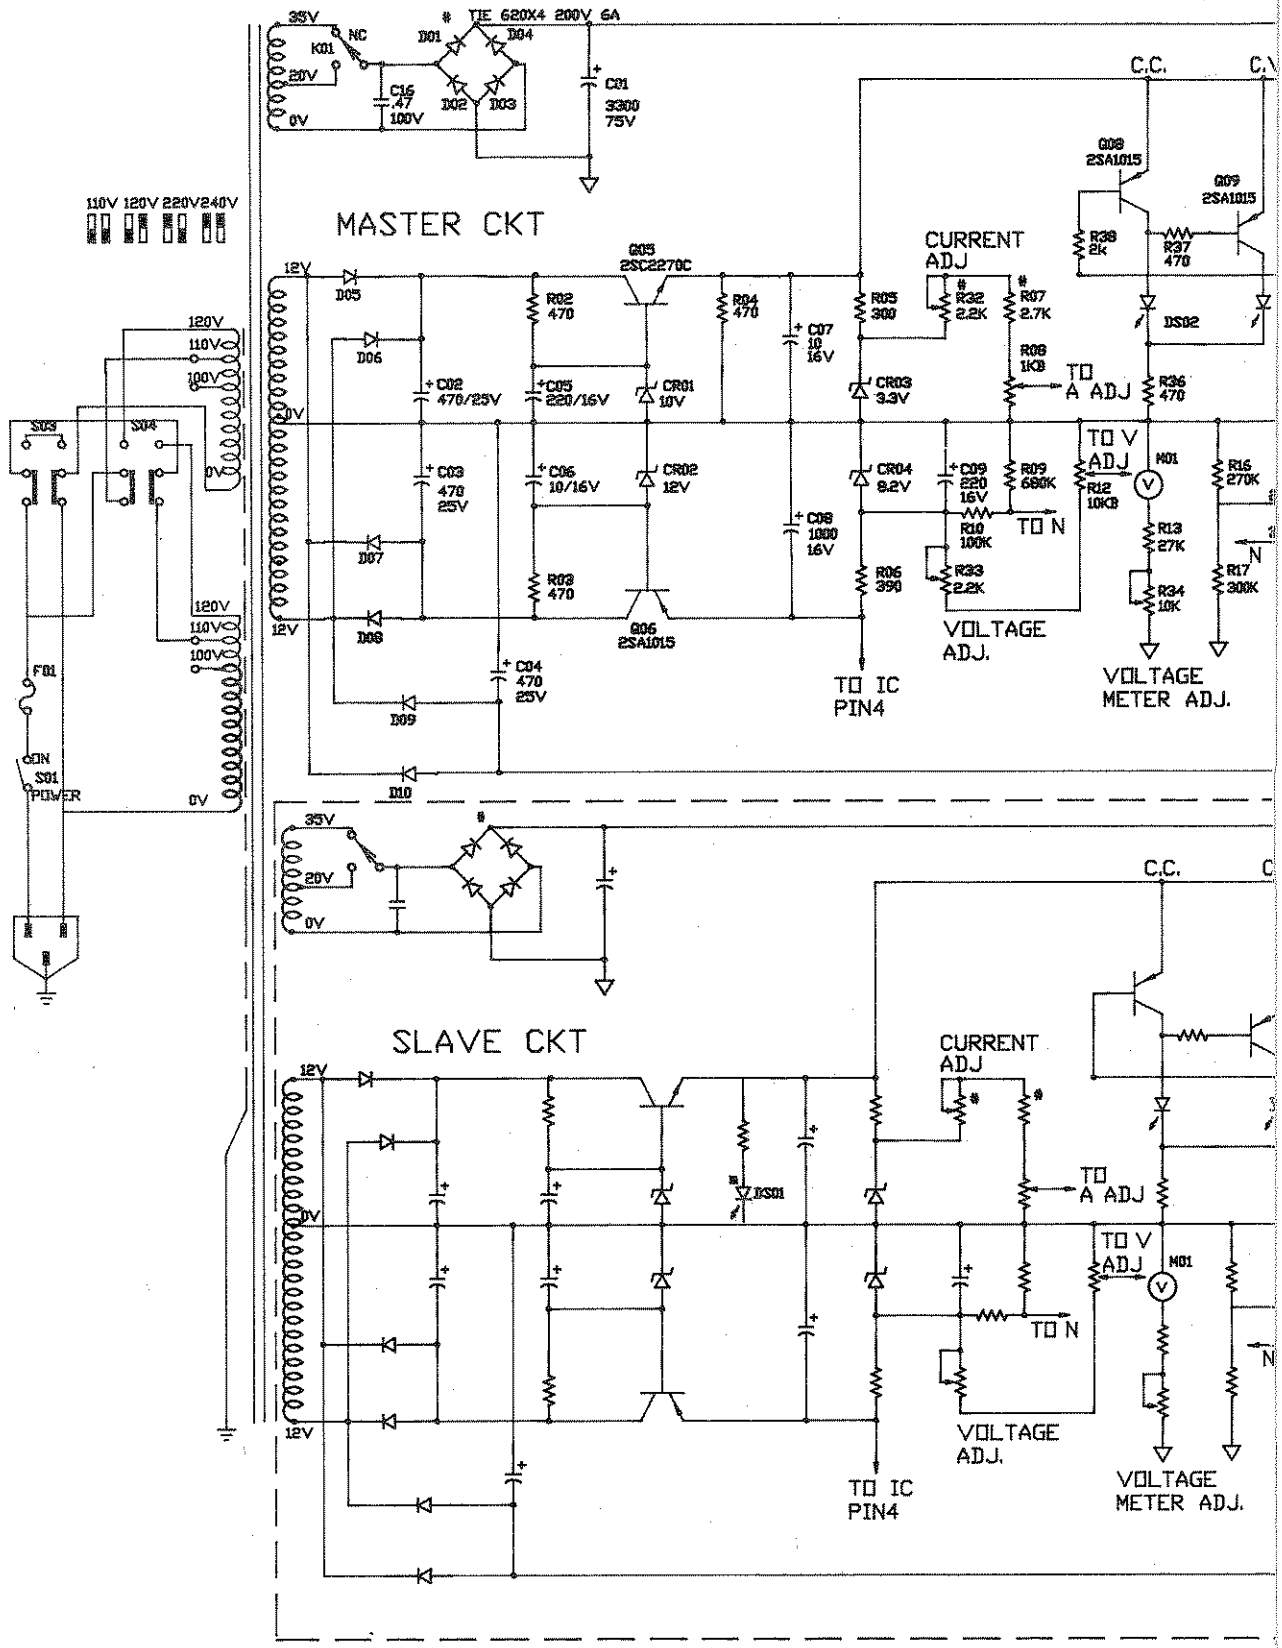 35V
NC
K01
20V
0V
C16
.47
100V
# TIE 620X4 200V 6A
D01
D04
D02
D03
+
C01
3300
75V
C.C.
C.V
110V 120V 220V 240V
MASTER CKT
Q08
2SA1015
Q09
2SA1015
R38
2K
R37
470
DS02
CURRENT
ADJ
12V
D05
D06
Q05
2SC2270C
R02
470
R04
470
+ C07
10
16V
R05
300
#
R32
2.2K
#
R07
2.7K
R08
1KB
TO
A ADJ
R36
470
120V
110V
100V
0V
S03
S04
+ C02
470/25V
+ C05
220/16V
CR01
10V
CR03
3.3V
0V
+ C03
470
25V
+ C06
10/16V
CR02
12V
CR04
8.2V
+ C09
220
16V
R09
680K
R10
100K
TO N
TO V
ADJ
R12
10KB
M01
V
R16
270K
R13
27K
N
R17
300K
R34
10K
D07
R03
470
+ C08
1000
16V
R06
390
R33
2.2K
12V
D08
Q06
2SA1015
VOLTAGE
ADJ.
VOLTAGE
METER ADJ.
TO IC
PIN4
120V
110V
100V
0V
F01
ON
S01
POWER
+ C04
470
25V
D09
D10
35V
20V
0V
#
+
C.C.
C
SLAVE CKT
CURRENT
ADJ
#
#
12V
+
+
+
DS01
TO
A ADJ
0V
+
+
+
+
TO V
ADJ
M01
V
TO N
N
12V
+
VOLTAGE
ADJ.
TO IC
PIN4
VOLTAGE
METER ADJ.